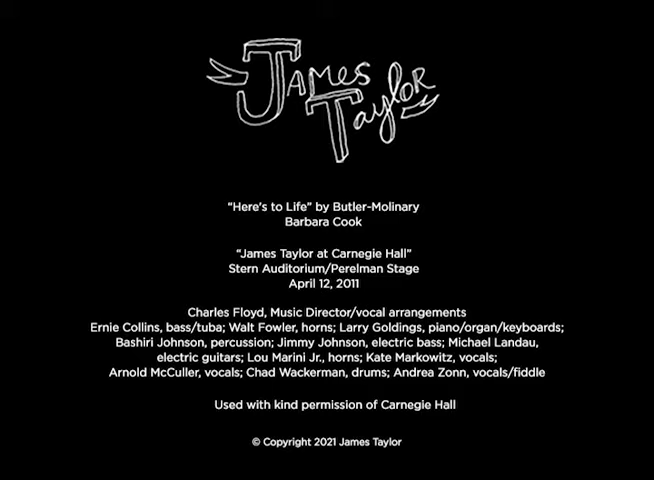 James
Taylor
“Here's to Life” by Butler-Molinary
Barbara Cook
“James Taylor at Carnegie Hall”
Stern Auditorium/Perelman Stage
April 12, 2011
Charles Floyd, Music Director/vocal arrangements
Ernie Collins, bass/tuba; Walt Fowler, horns; Larry Goldings, piano/organ/keyboards;
Bashiri Johnson, percussion; Jimmy Johnson, electric bass; Michael Landau,
electric guitars; Lou Marini Jr., horns; Kate Markowitz, vocals;
Arnold McCuller, vocals; Chad Wackerman, drums; Andrea Zonn, vocals/fiddle
Used with kind permission of Carnegie Hall
© Copyright 2021 James Taylor